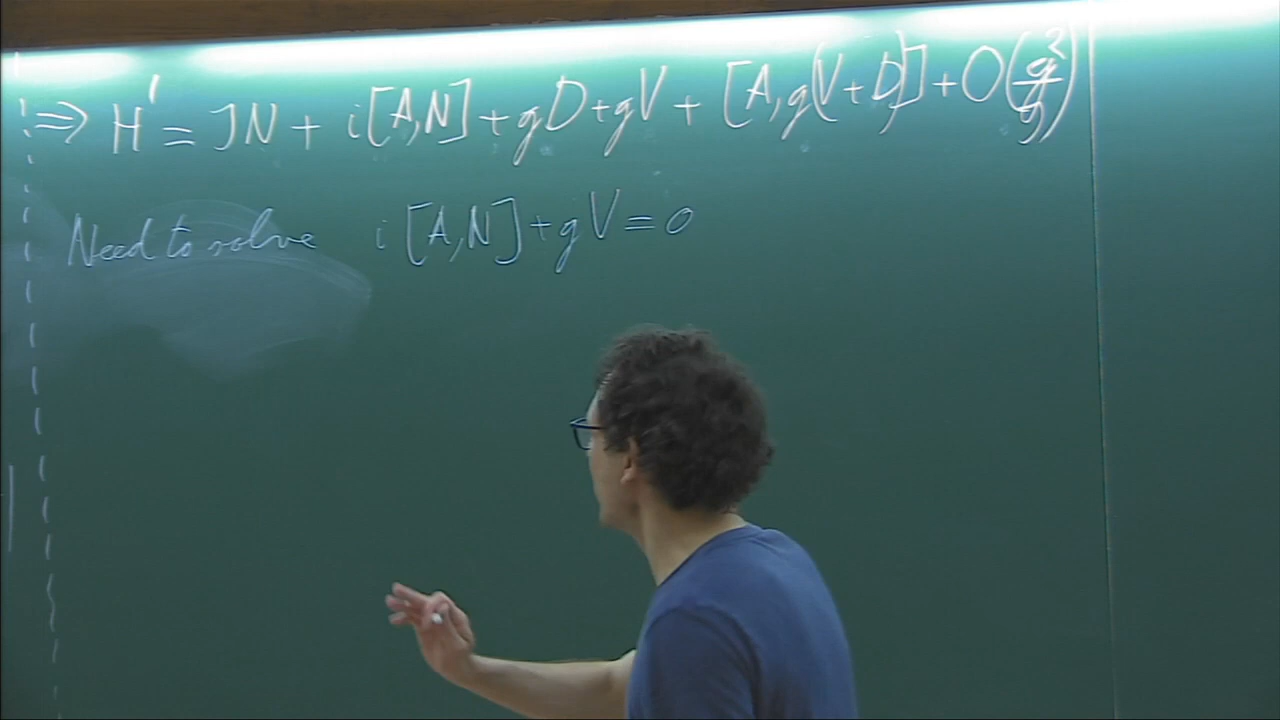 ⇒ H' = JN + i[A,N] + gD + gV + [A, g(V+D)] + O(g²/J)
Need to solve i[A,N] + gV = 0